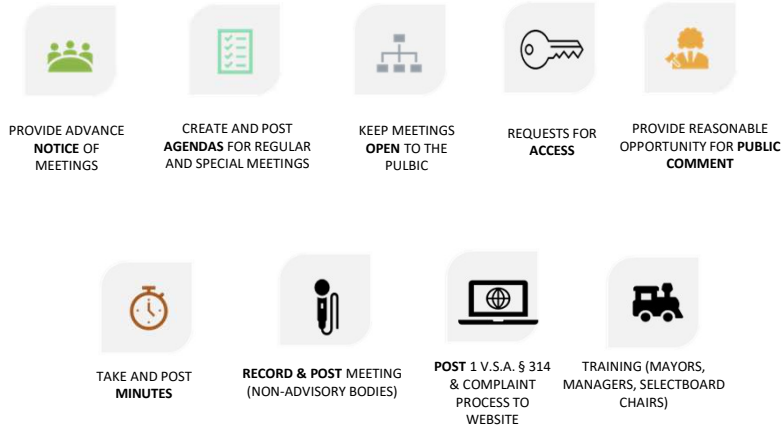 PROVIDE ADVANCE
NOTICE OF
MEETINGS
CREATE AND POST
AGENDAS FOR REGULAR
AND SPECIAL MEETINGS
KEEP MEETINGS
OPEN TO THE
PULBIC
REQUESTS FOR
ACCESS
PROVIDE REASONABLE
OPPORTUNITY FOR PUBLIC
COMMENT
TAKE AND POST
MINUTES
RECORD & POST MEETING
(NON-ADVISORY BODIES)
POST 1 V.S.A. § 314
& COMPLAINT
PROCESS TO
WEBSITE
TRAINING (MAYORS,
MANAGERS, SELECTBOARD
CHAIRS)